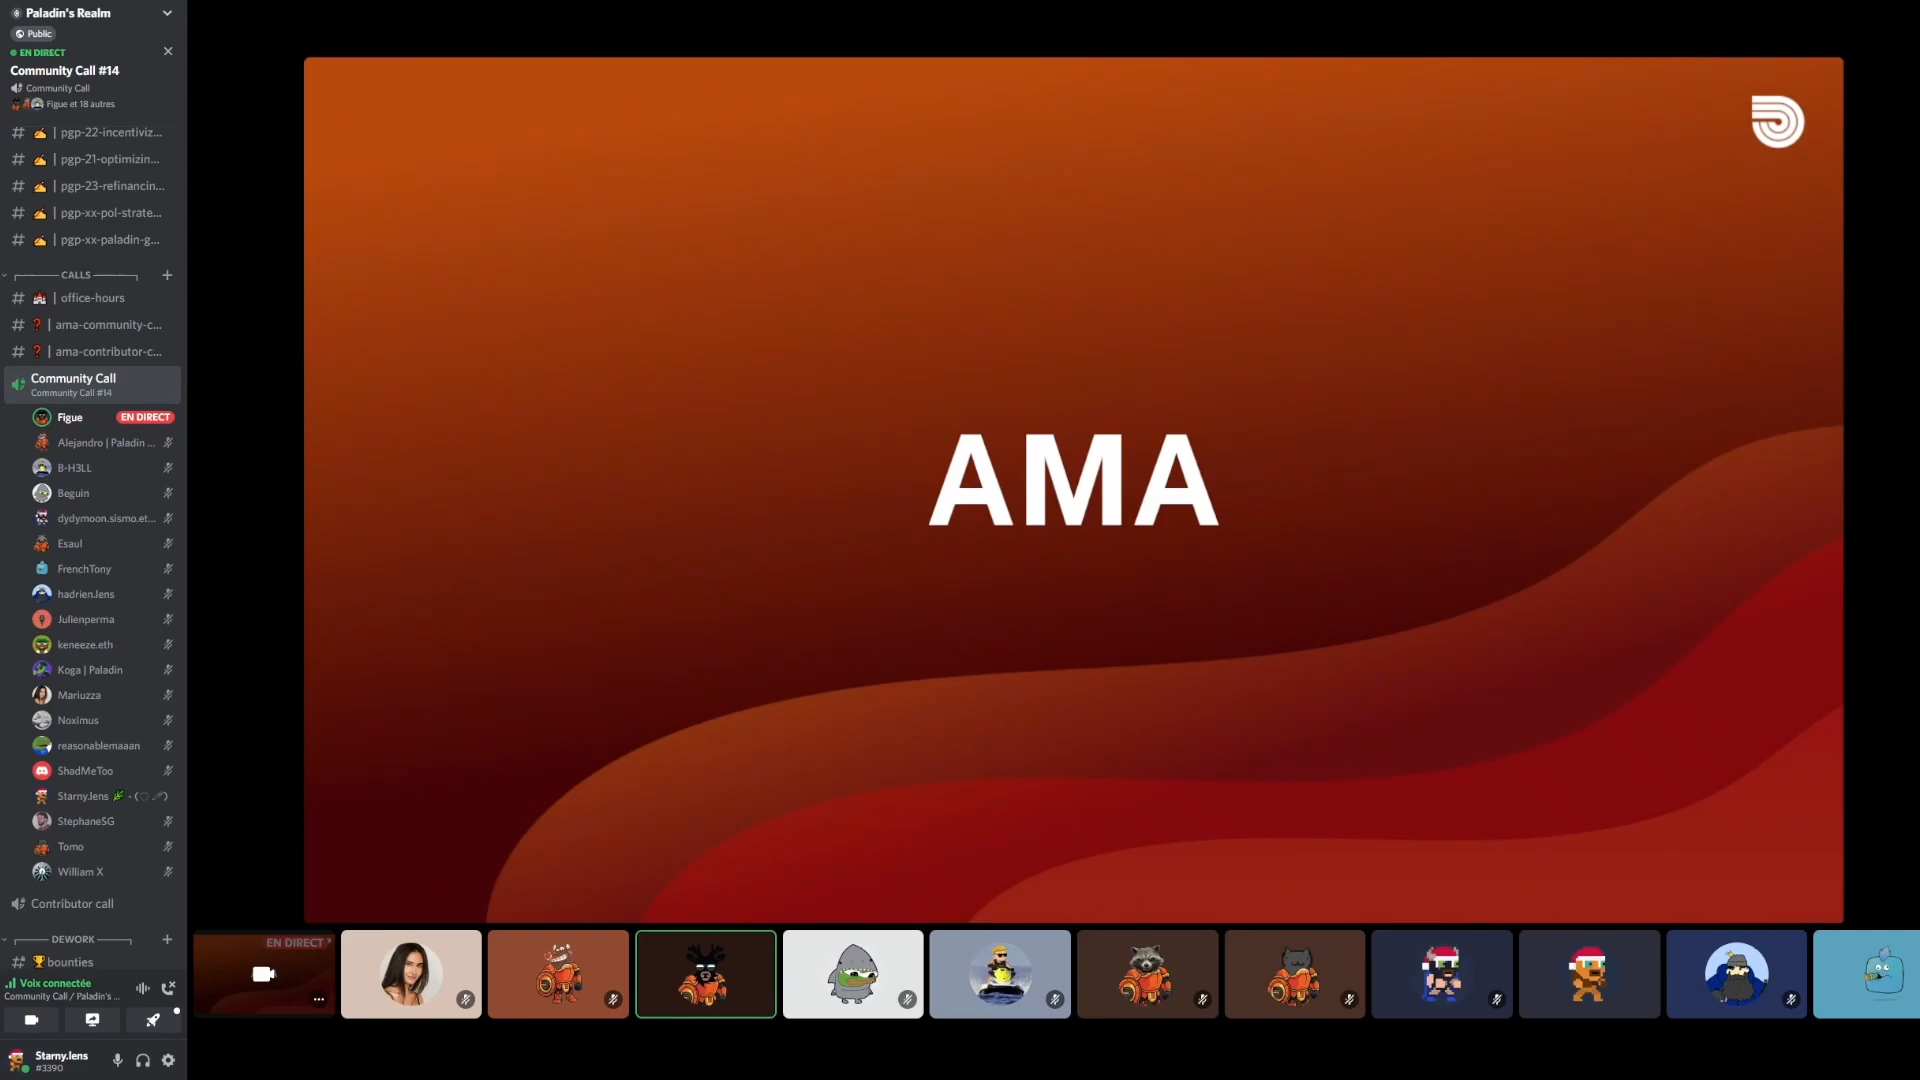 Paladin's Realm
Public
EN DIRECT
Community Call #14
Community Call
Figue et 18 autres
# | pgp-22-incentiviz...
# | pgp-21-optimizin...
# | pgp-23-refinancin...
# | pgp-xx-pol-strate...
# | pgp-xx-paladin-g...
CALLS
# | office-hours
# ❓ | ama-community-c...
# ❓ | ama-contributor-c...
Community Call
Community Call #14
Figue EN DIRECT
Alejandro | Paladin ...
B-H3LL
Beguin
dydymoon.sismo.et...
Esaul
FrenchTony
hadrien.lens
Julienperma
keneeze.eth
Koga | Paladin
Mariuzza
Noximus
reasonablemaaan
ShadMeToo
Starny.lens
StephaneSG
Tomo
William X
Contributor call
DEWORK
# 🏆bounties
Voix connectée
Community Call / Paladin's ...
Starny.lens
#3390
AMA
EN DIRECT